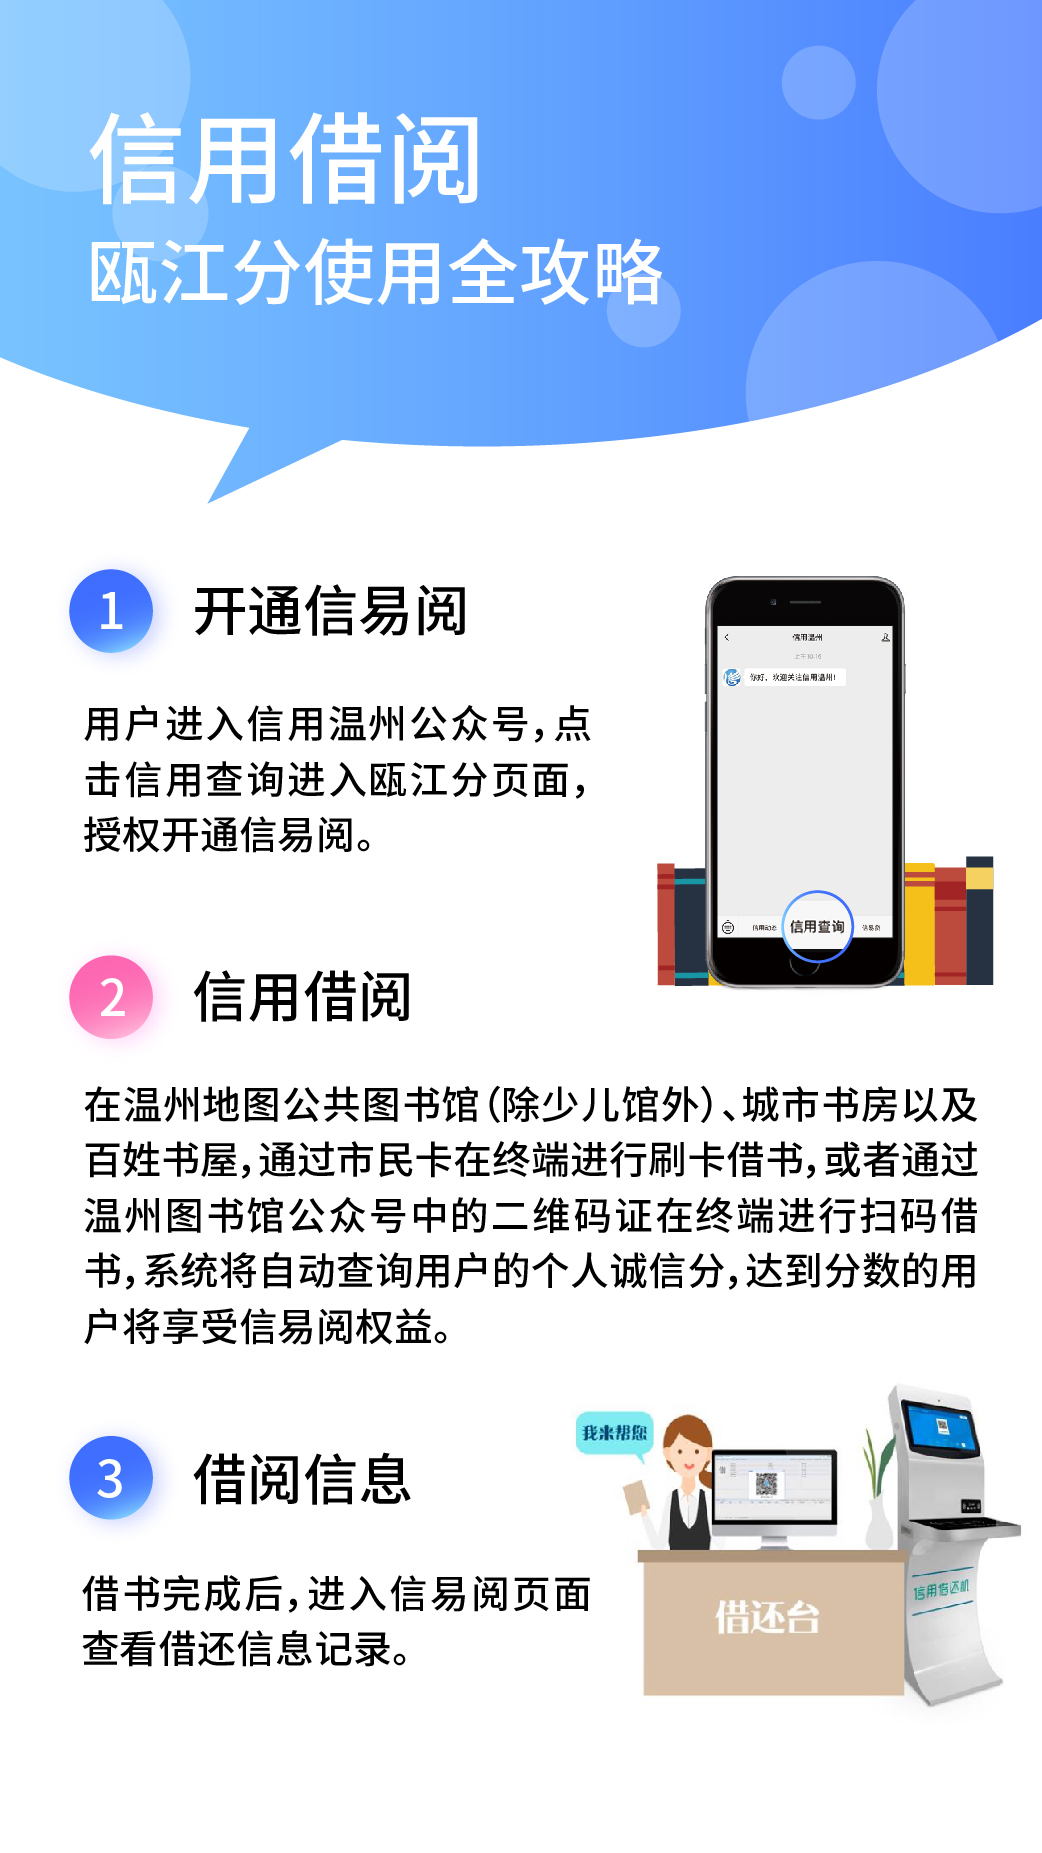 信用借阅
瓯江分使用全攻略
1
开通信易阅
用户进入信用温州公众号，点
击信用查询进入瓯江分页面，
授权开通信易阅。
信用温州
上午10:16
你好，欢迎关注信用温州！
信用动态
信用查询
信易贷
2
信用借阅
在温州地图公共图书馆（除少儿馆外）、城市书房以及
百姓书屋，通过市民卡在终端进行刷卡借书，或者通过
温州图书馆公众号中的二维码证在终端进行扫码借
书，系统将自动查询用户的个人诚信分，达到分数的用
户将享受信易阅权益。
3
借阅信息
借书完成后，进入信易阅页面
查看借还信息记录。
我来帮您
借还台
信用借还机